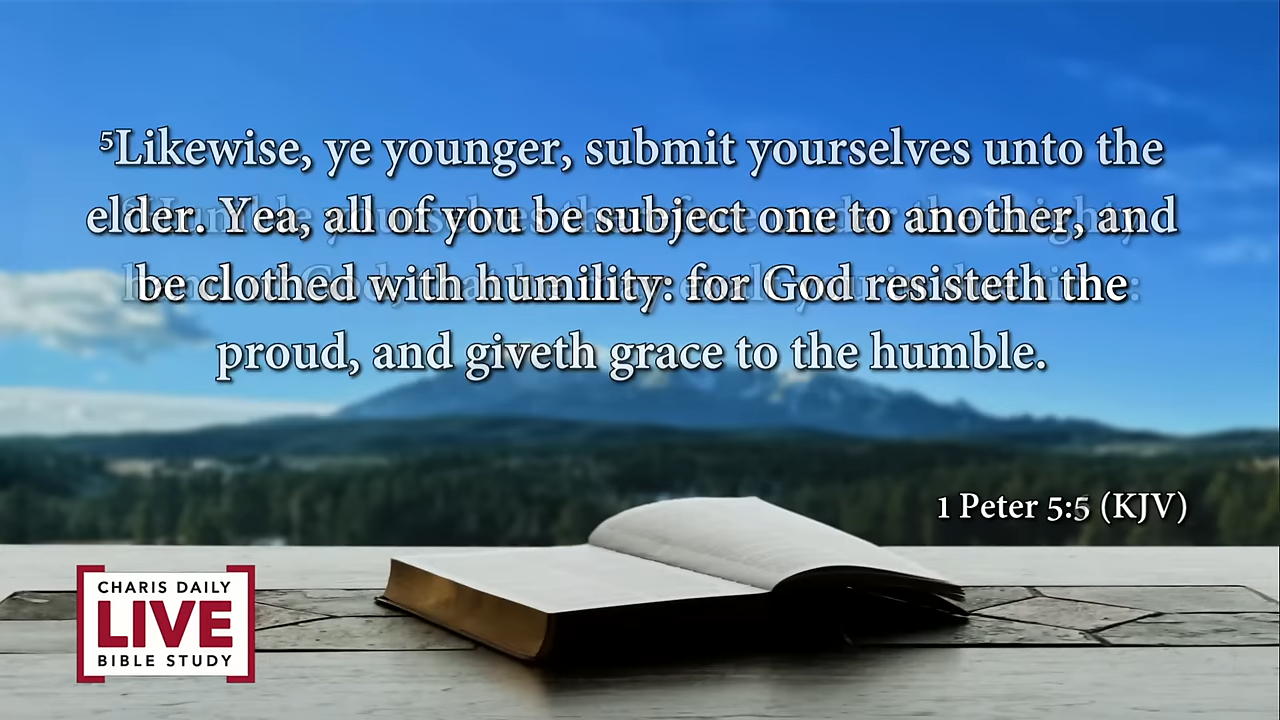 ⁵Likewise, ye younger, submit yourselves unto the
elder. Yea, all of you be subject one to another, and
be clothed with humility: for God resisteth the
proud, and giveth grace to the humble.
1 Peter 5:5 (KJV)
CHARIS DAILY
LIVE
BIBLE STUDY